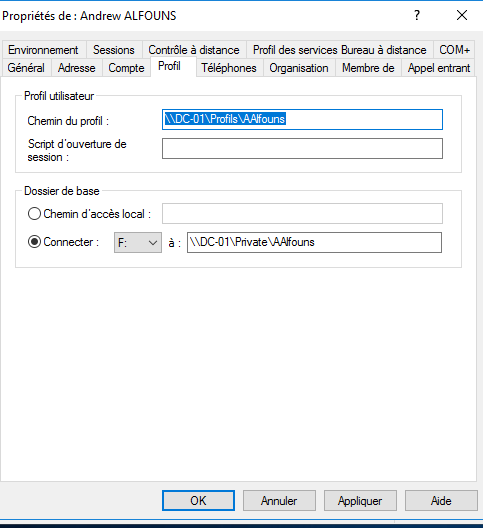 Propriétés de : Andrew ALFOUNS
?
Environnement Sessions Contrôle à distance Profil des services Bureau à distance COM+
Général Adresse Compte Profil Téléphones Organisation Membre de Appel entrant
Profil utilisateur
Chemin du profil : \\DC-01\Profils\AAlfouns
Script d'ouverture de
session :
Dossier de base
Chemin d'accès local :
Connecter : F: à : \\DC-01\Private\AAlfouns
OK Annuler Appliquer Aide